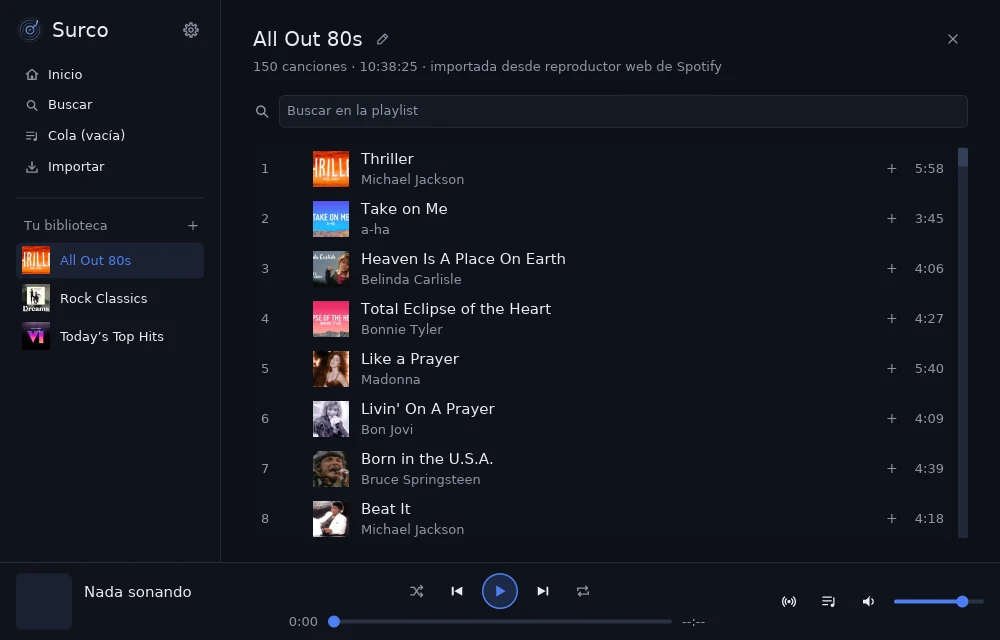 Surco
Inicio
Buscar
Cola (vacía)
Importar
Tu biblioteca
All Out 80s
Rock Classics
Today’s Top Hits
All Out 80s
150 canciones · 10:38:25 · importada desde reproductor web de Spotify
Buscar en la playlist
1 Thriller 5:58
Michael Jackson
2 Take on Me 3:45
a-ha
3 Heaven Is A Place On Earth 4:06
Belinda Carlisle
4 Total Eclipse of the Heart 4:27
Bonnie Tyler
5 Like a Prayer 5:40
Madonna
6 Livin' On A Prayer 4:09
Bon Jovi
7 Born in the U.S.A. 4:39
Bruce Springsteen
8 Beat It 4:18
Michael Jackson
Nada sonando
0:00 --:--